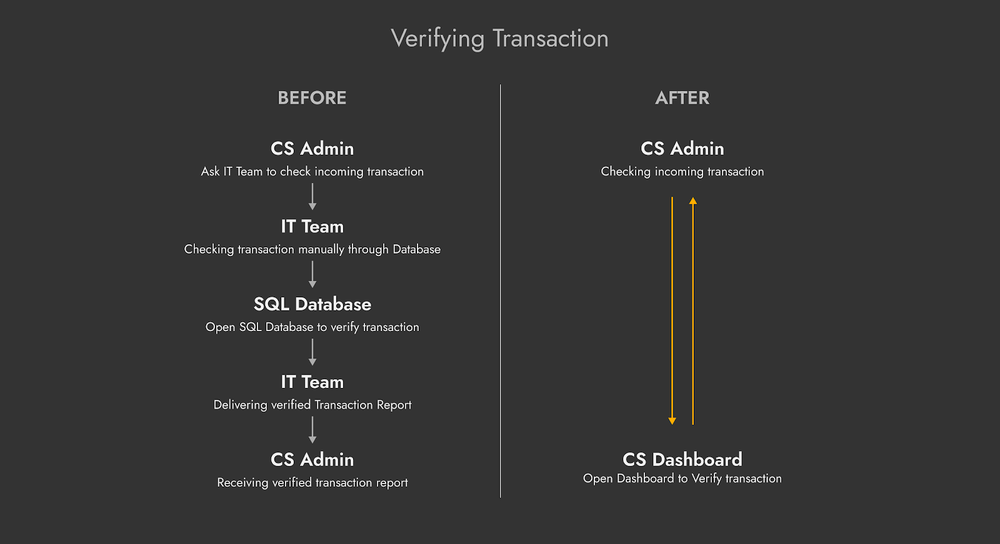 Verifying Transaction
BEFORE
CS Admin
Ask IT Team to check incoming transaction
IT Team
Checking transaction manually through Database
SQL Database
Open SQL Database to verify transaction
IT Team
Delivering verified Transaction Report
CS Admin
Receiving verified transaction report
AFTER
CS Admin
Checking incoming transaction
CS Dashboard
Open Dashboard to Verify transaction